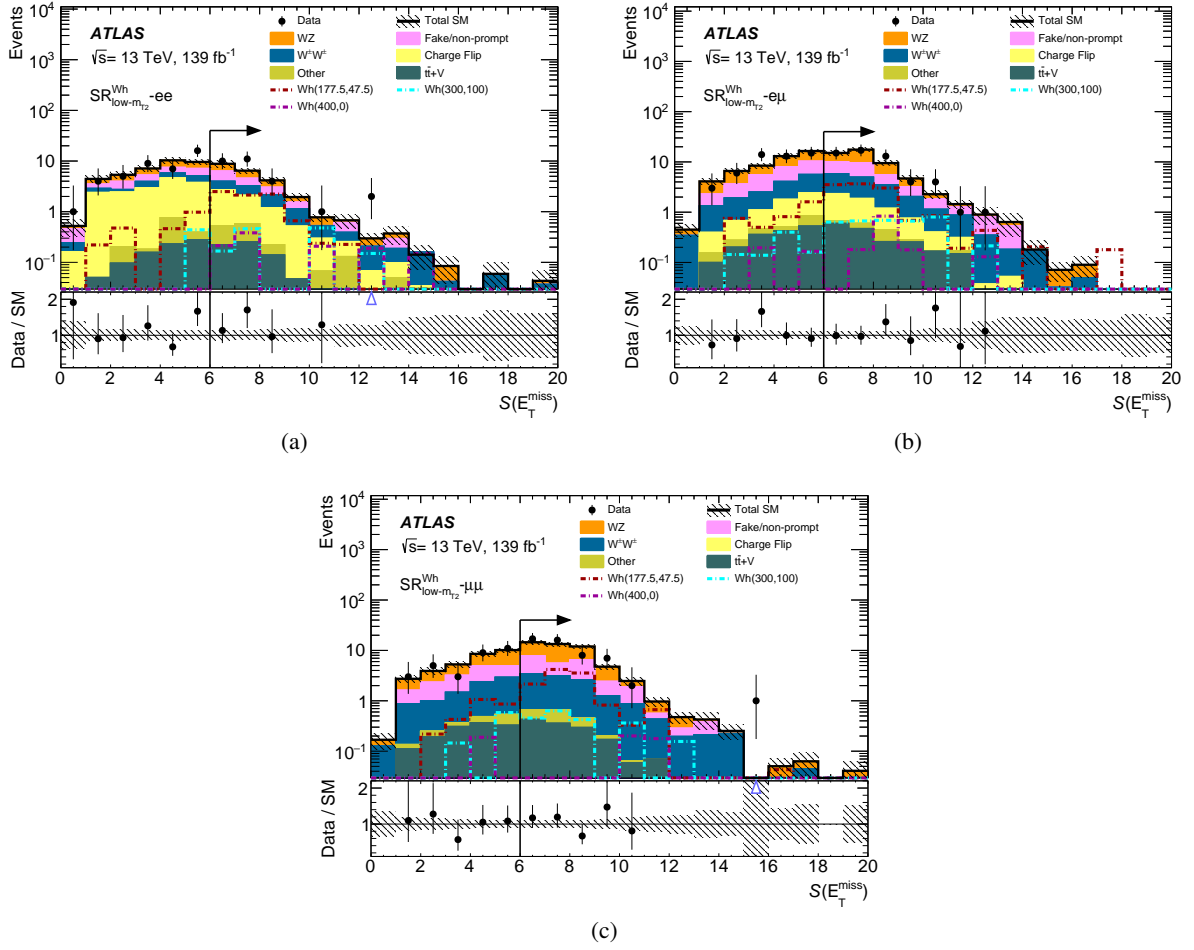 Events
10⁴
10³
10²
10
1
10⁻¹
ATLAS
√s= 13 TeV, 139 fb⁻¹
SR^Wh_low-m_T2-ee
Data
Total SM
WZ
Fake/non-prompt
W±W±
Charge Flip
Other
tt̄+V
Wh(177.5,47.5)
Wh(300,100)
Wh(400,0)
Data / SM
2
1
0 2 4 6 8 10 12 14 16 18 20
S(E_T^miss)
(a)
Events
10⁴
10³
10²
10
1
10⁻¹
ATLAS
√s= 13 TeV, 139 fb⁻¹
SR^Wh_low-m_T2-eμ
Data
Total SM
WZ
Fake/non-prompt
W±W±
Charge Flip
Other
tt̄+V
Wh(177.5,47.5)
Wh(300,100)
Wh(400,0)
Data / SM
2
1
0 2 4 6 8 10 12 14 16 18 20
S(E_T^miss)
(b)
Events
10⁴
10³
10²
10
1
10⁻¹
ATLAS
√s= 13 TeV, 139 fb⁻¹
SR^Wh_low-m_T2-μμ
Data
Total SM
WZ
Fake/non-prompt
W±W±
Charge Flip
Other
tt̄+V
Wh(177.5,47.5)
Wh(300,100)
Wh(400,0)
Data / SM
2
1
0 2 4 6 8 10 12 14 16 18 20
S(E_T^miss)
(c)